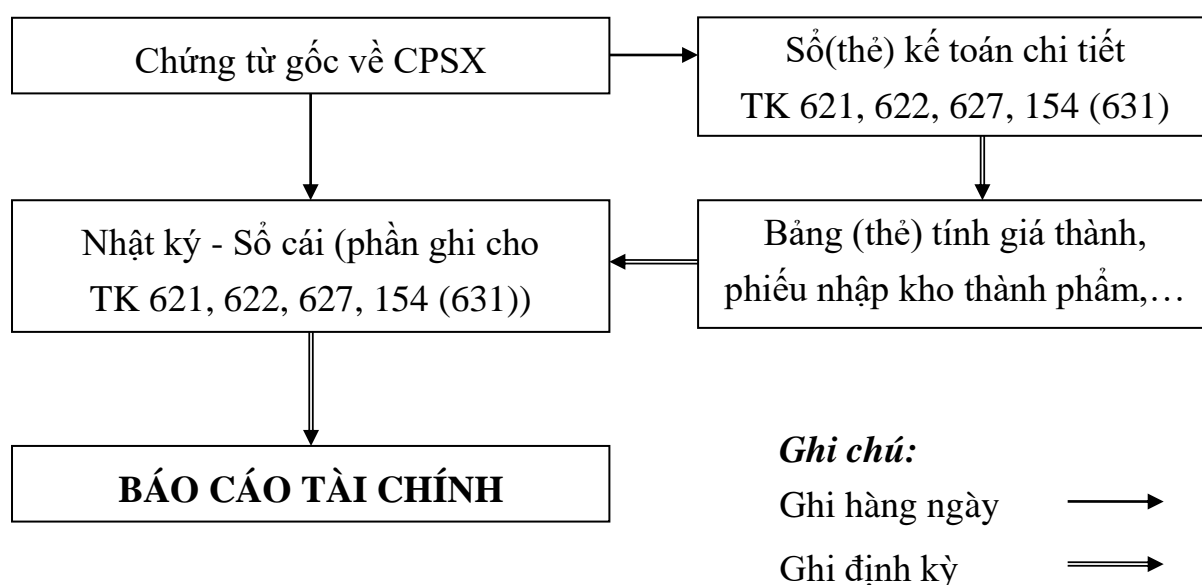 Chứng từ gốc về CPSX
Sổ(thẻ) kế toán chi tiết
TK 621, 622, 627, 154 (631)
Nhật ký - Sổ cái (phần ghi cho
TK 621, 622, 627, 154 (631))
Bảng (thẻ) tính giá thành,
phiếu nhập kho thành phẩm,…
BÁO CÁO TÀI CHÍNH
Ghi chú:
Ghi hàng ngày
Ghi định kỳ